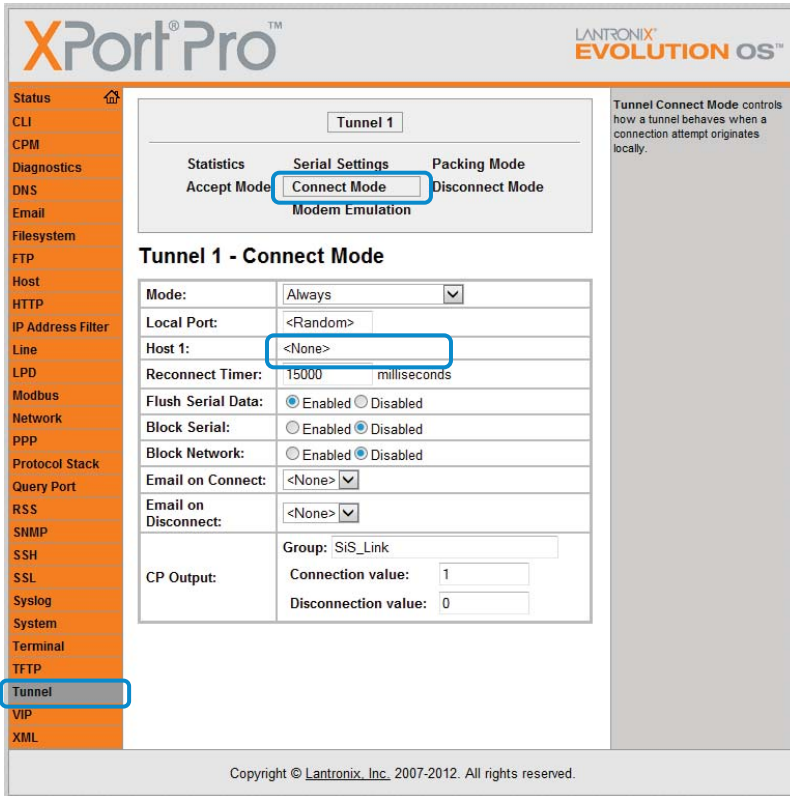 XPort® Pro™
LANTRONIX®
EVOLUTION OS™
Status
CLI
CPM
Diagnostics
DNS
Email
Filesystem
FTP
Host
HTTP
IP Address Filter
Line
LPD
Modbus
Network
PPP
Protocol Stack
Query Port
RSS
SNMP
SSH
SSL
Syslog
System
Terminal
TFTP
Tunnel
VIP
XML
Tunnel 1
Statistics Serial Settings Packing Mode
Accept Mode Connect Mode Disconnect Mode
Modem Emulation
Tunnel 1 - Connect Mode
Mode: Always
Local Port: <Random>
Host 1: <None>
Reconnect Timer: 15000 milliseconds
Flush Serial Data: Enabled Disabled
Block Serial: Enabled Disabled
Block Network: Enabled Disabled
Email on Connect: <None>
Email on
Disconnect: <None>
CP Output:
Group: SiS_Link
Connection value: 1
Disconnection value: 0
Tunnel Connect Mode controls
how a tunnel behaves when a
connection attempt originates
locally.
Copyright © Lantronix, Inc. 2007-2012. All rights reserved.